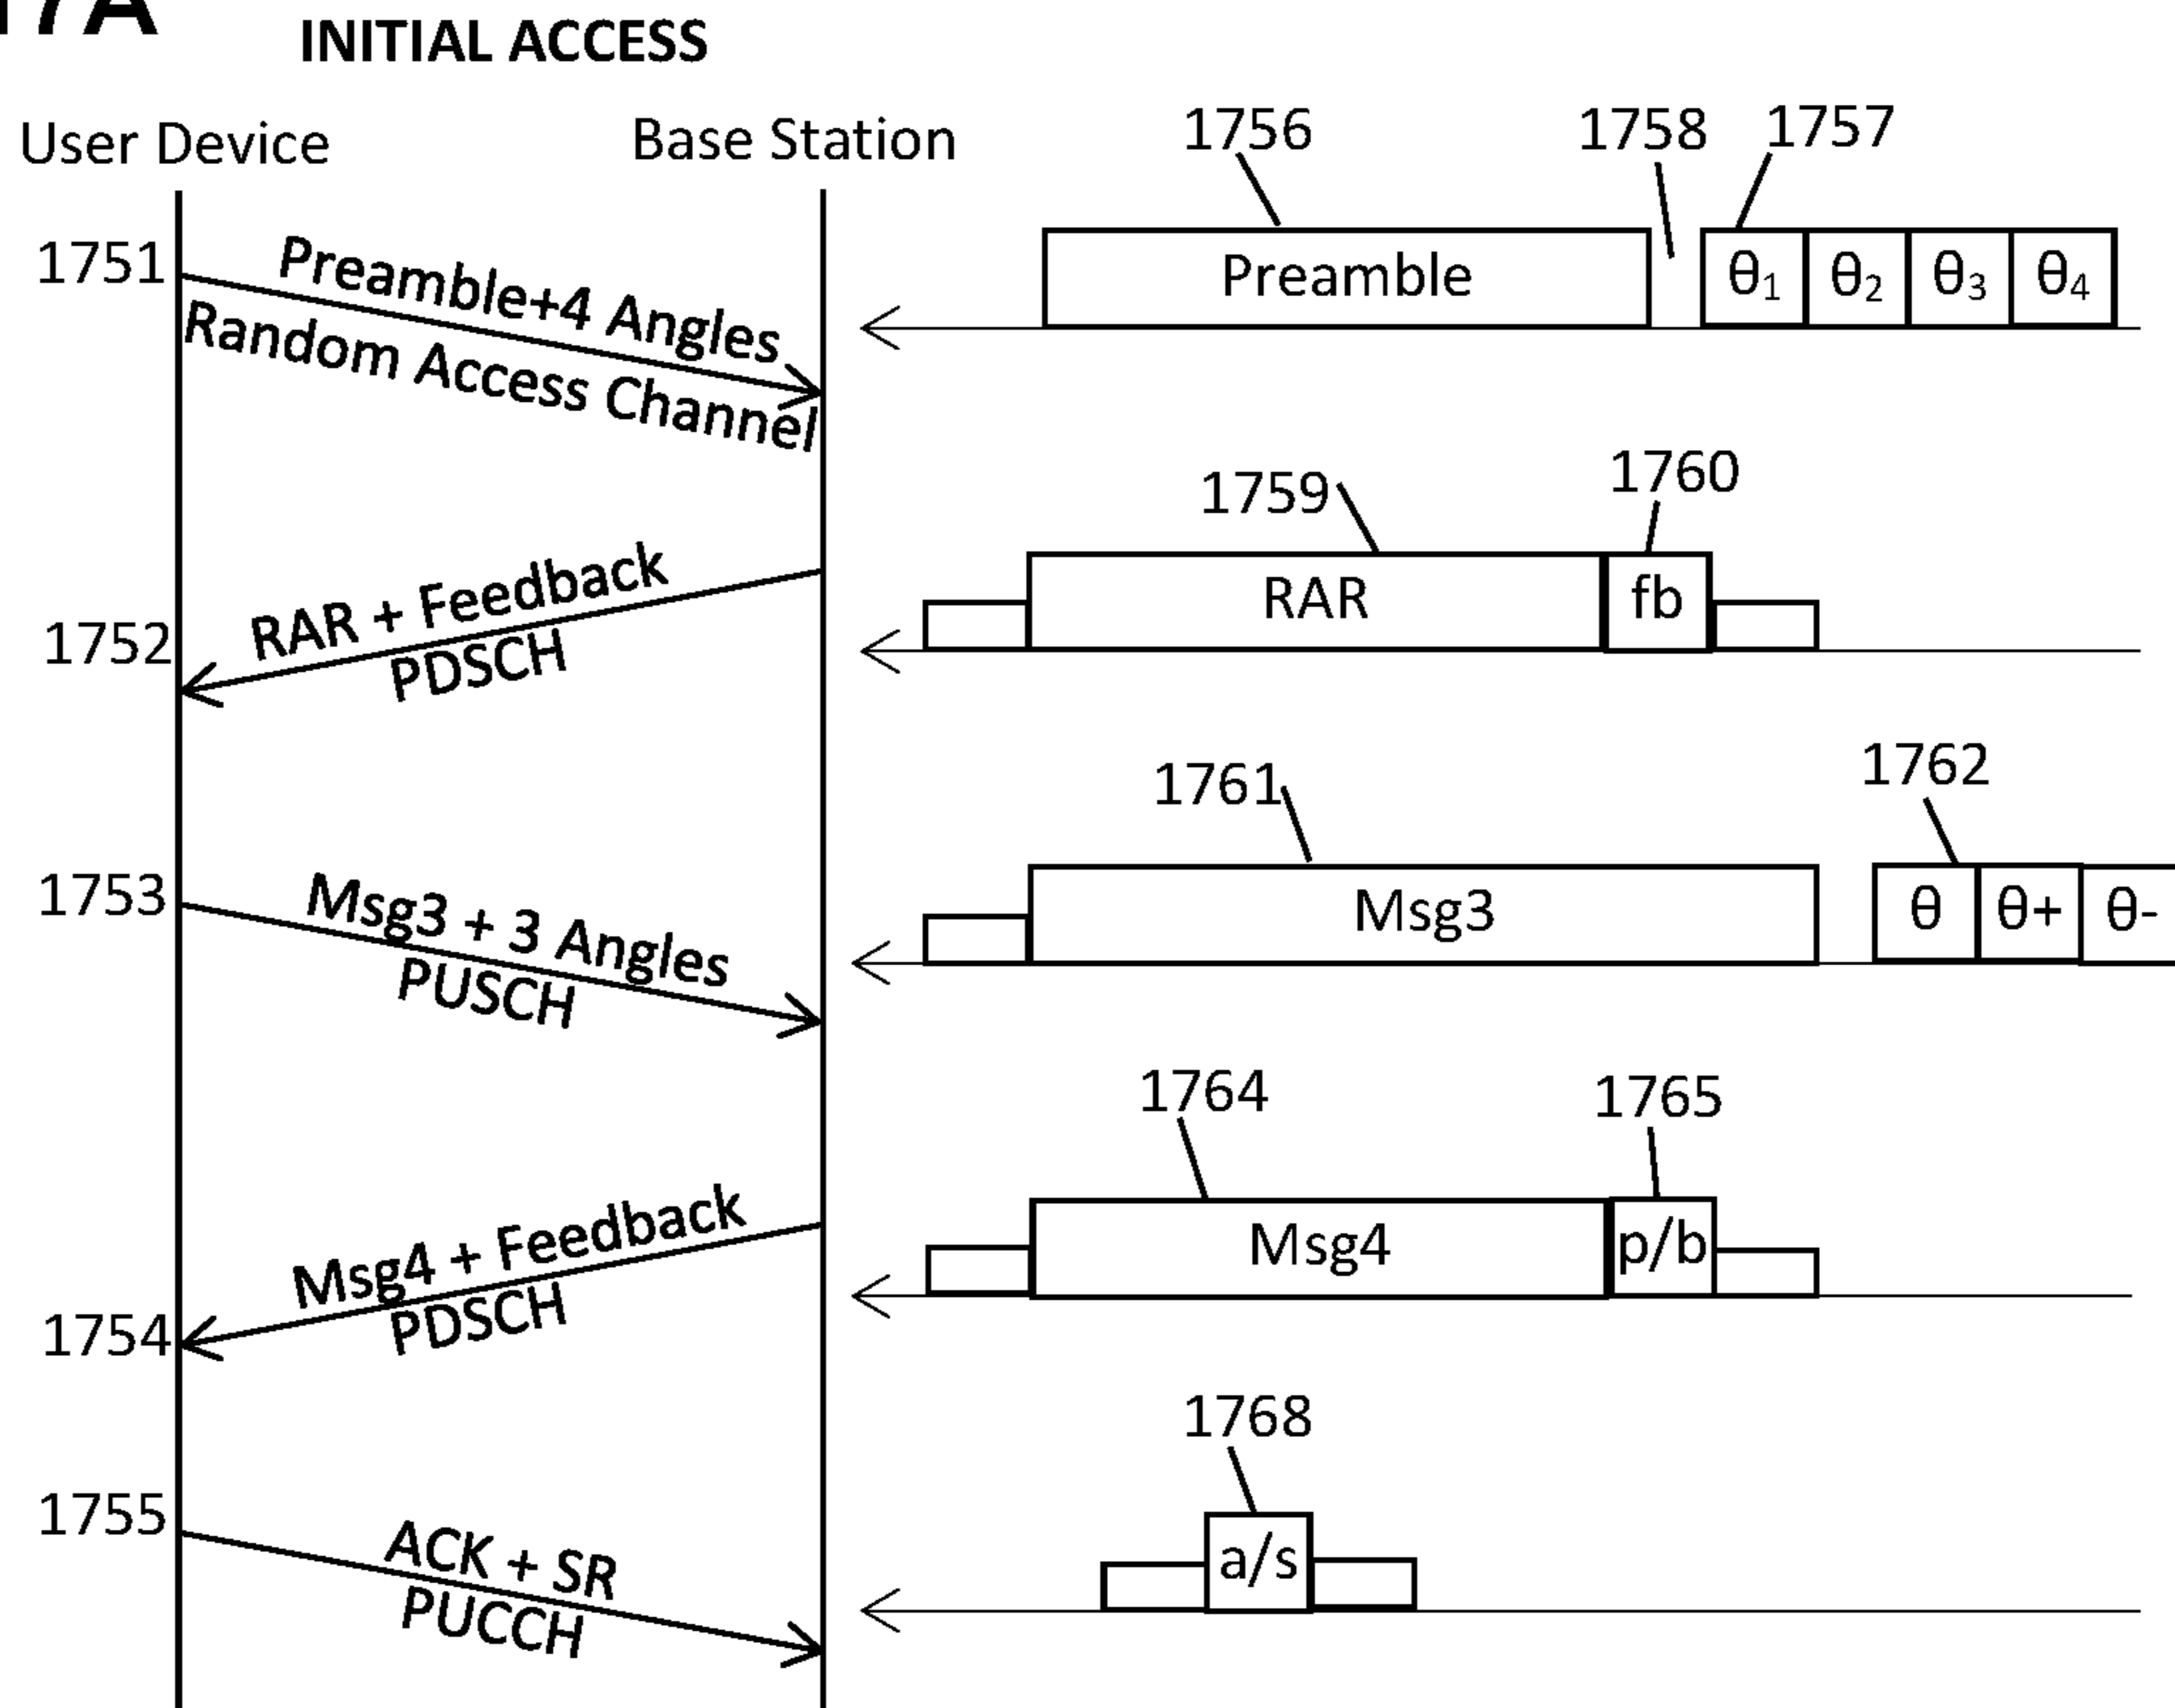 17A
INITIAL ACCESS
User Device
Base Station
1756
1758
1757
1751
Preamble+4 Angles
Random Access Channel
Preamble
θ1
θ2
θ3
θ4
1759
1760
RAR + Feedback
PDSCH
1752
RAR
fb
1761
1762
1753
Msg3 + 3 Angles
PUSCH
Msg3
θ
θ+
θ-
1764
1765
Msg4 + Feedback
PDSCH
1754
Msg4
p/b
1768
1755
ACK + SR
PUCCH
a/s